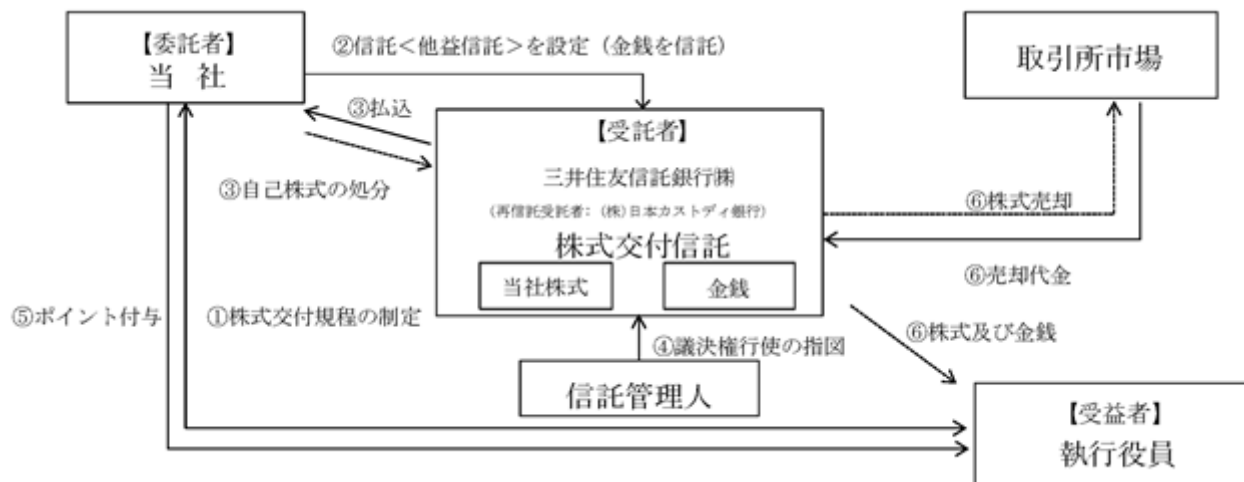 【委託者】
当 社
②信託<他益信託>を設定(金銭を信託)
取引所市場
③払込
【受託者】
三井住友信託銀行㈱
(再信託受託者:(株)日本カストディ銀行)
株式交付信託
当社株式
金銭
③自己株式の処分
⑥株式売却
⑥売却代金
⑤ポイント付与
①株式交付規程の制定
④議決権行使の指図
⑥株式及び金銭
信託管理人
【受益者】
執行役員